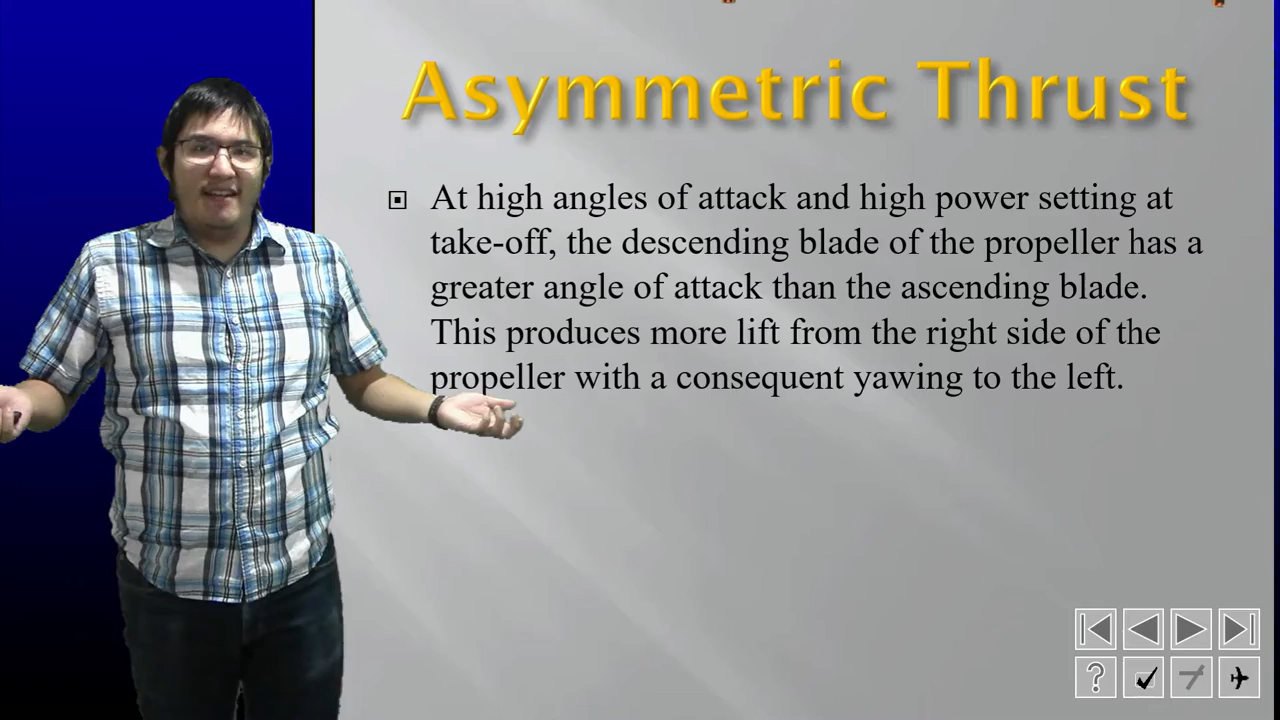 Asymmetric Thrust
At high angles of attack and high power setting at
take-off, the descending blade of the propeller has a
greater angle of attack than the ascending blade.
This produces more lift from the right side of the
propeller with a consequent yawing to the left.
?